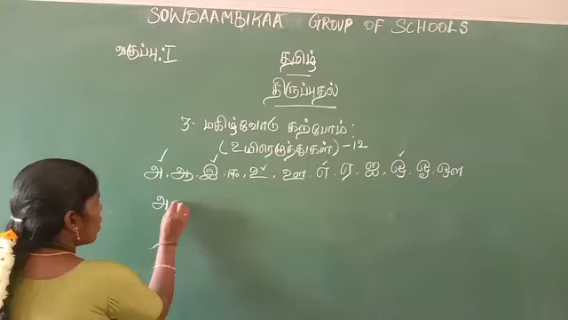 SOWDAAMBIKAA GROUP OF SCHOOLS
வகுப்பு: I
தமிழ்
திருப்புதல்
3. மகிழ்வோடு கற்போம்:
(உயிரெழுத்துகள்) - 12
அ, ஆ, இ, ஈ, உ, ஊ, எ, ஏ, ஐ, ஒ, ஓ, ஔ
அ